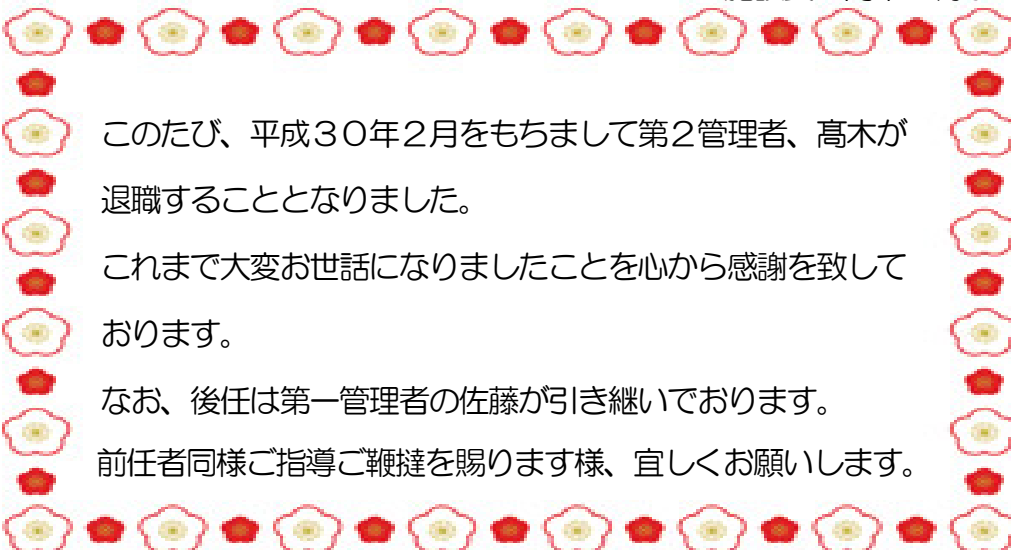 このたび、平成３０年２月をもちまして第２管理者、髙木が
退職することとなりました。
これまで大変お世話になりましたことを心から感謝を致して
おります。
なお、後任は第一管理者の佐藤が引き継いでおります。
前任者同様ご指導ご鞭撻を賜ります様、宜しくお願いします。